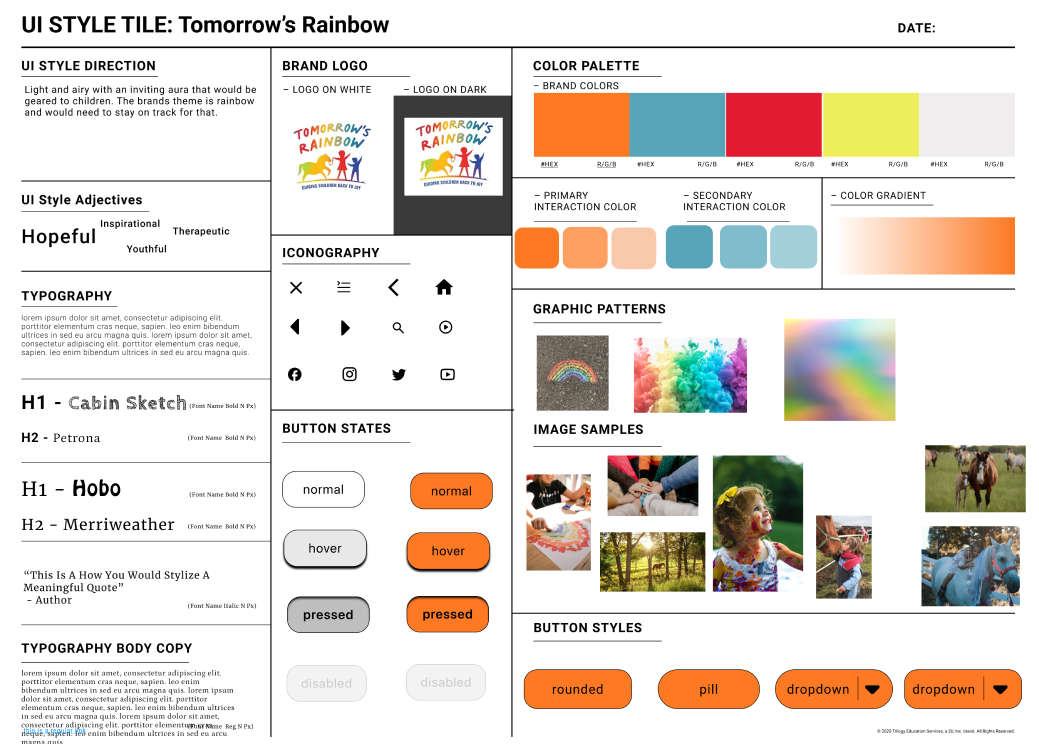 UI STYLE TILE: Tomorrow's Rainbow
DATE:
UI STYLE DIRECTION
Light and airy with an inviting aura that would be
geared to children. The brands theme is rainbow
and would need to stay on track for that.
UI Style Adjectives
Inspirational
Hopeful
Therapeutic
Youthful
TYPOGRAPHY
lorem ipsum dolor sit amet, consectetur adipiscing elit.
porttitor elementum cras neque, sapien. leo enim bibendum
ultrices in sed eu arcu magna quis. lorem ipsum dolor sit amet,
consectetur adipiscing elit. porttitor elementum cras neque,
sapien. leo enim bibendum ultrices in sed eu arcu magna quis.
H1 - Cabin Sketch (Font Name Bold N Px)
H2 - Petrona (Font Name Bold N Px)
H1 - Hobo (Font Name Bold N Px)
H2 - Merriweather (Font Name Bold N Px)
“This Is A How You Would Stylize A
Meaningful Quote”
- Author
(Font Name Italic N Px)
TYPOGRAPHY BODY COPY
lorem ipsum dolor sit amet, consectetur adipiscing elit.
porttitor elementum cras neque, sapien. leo enim
bibendum ultrices in sed eu arcu magna quis. lorem ipsum
dolor sit amet, consectetur adipiscing elit. porttitor
elementum cras neque, sapien. leo enim bibendum ultrices
in sed eu arcu magna quis. lorem ipsum dolor sit amet,
consectetur adipiscing elit. porttitor elementum cras
neque, sapien. leo enim bibendum ultrices in sed eu arcu
magna quis.
(Font Name Reg N Px)
this is a regular link
BRAND LOGO
– LOGO ON WHITE
– LOGO ON DARK
TOMORROW'S
RAINBOW
GUIDING CHILDREN BACK TO JOY
TOMORROW'S
RAINBOW
GUIDING CHILDREN BACK TO JOY
ICONOGRAPHY
BUTTON STATES
normal
normal
hover
hover
pressed
pressed
disabled
disabled
COLOR PALETTE
– BRAND COLORS
#HEX R/G/B #HEX R/G/B #HEX R/G/B #HEX R/G/B #HEX R/G/B
– PRIMARY
INTERACTION COLOR
– SECONDARY
INTERACTION COLOR
– COLOR GRADIENT
GRAPHIC PATTERNS
IMAGE SAMPLES
BUTTON STYLES
rounded
pill
dropdown
dropdown
© 2020 Trilogy Education Services, a 2U, Inc. brand. All Rights Reserved.